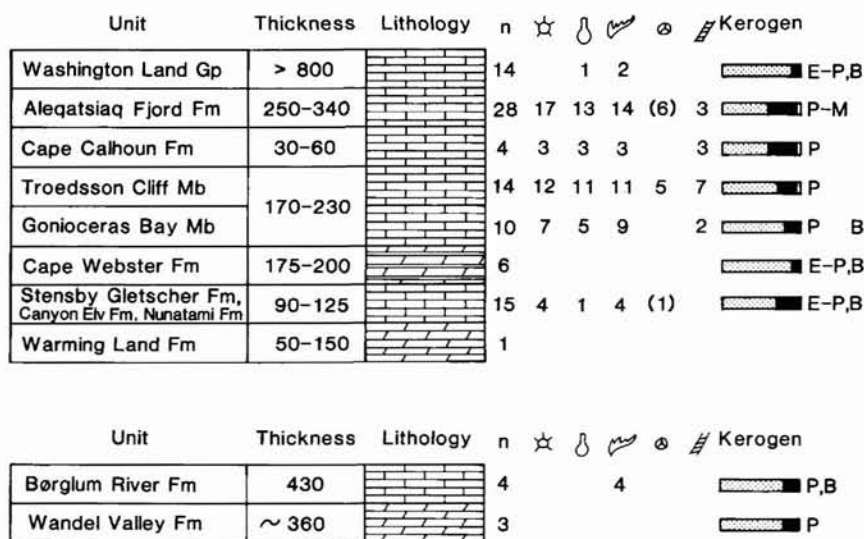 Unit Thickness Lithology n Kerogen
Washington Land Gp > 800 14 1 2 E-P,B
Aleqatsiaq Fjord Fm 250-340 28 17 13 14 (6) 3 P-M
Cape Calhoun Fm 30-60 4 3 3 3 3 P
Troedsson Cliff Mb 170-230 14 12 11 11 5 7 P
Gonioceras Bay Mb 10 7 5 9 2 P B
Cape Webster Fm 175-200 6 E-P,B
Stensby Gletscher Fm, 90-125 15 4 1 4 (1) E-P,B
Canyon Elv Fm, Nunatami Fm
Warming Land Fm 50-150 1
Unit Thickness Lithology n Kerogen
Børglum River Fm 430 4 4 P,B
Wandel Valley Fm ~ 360 3 P